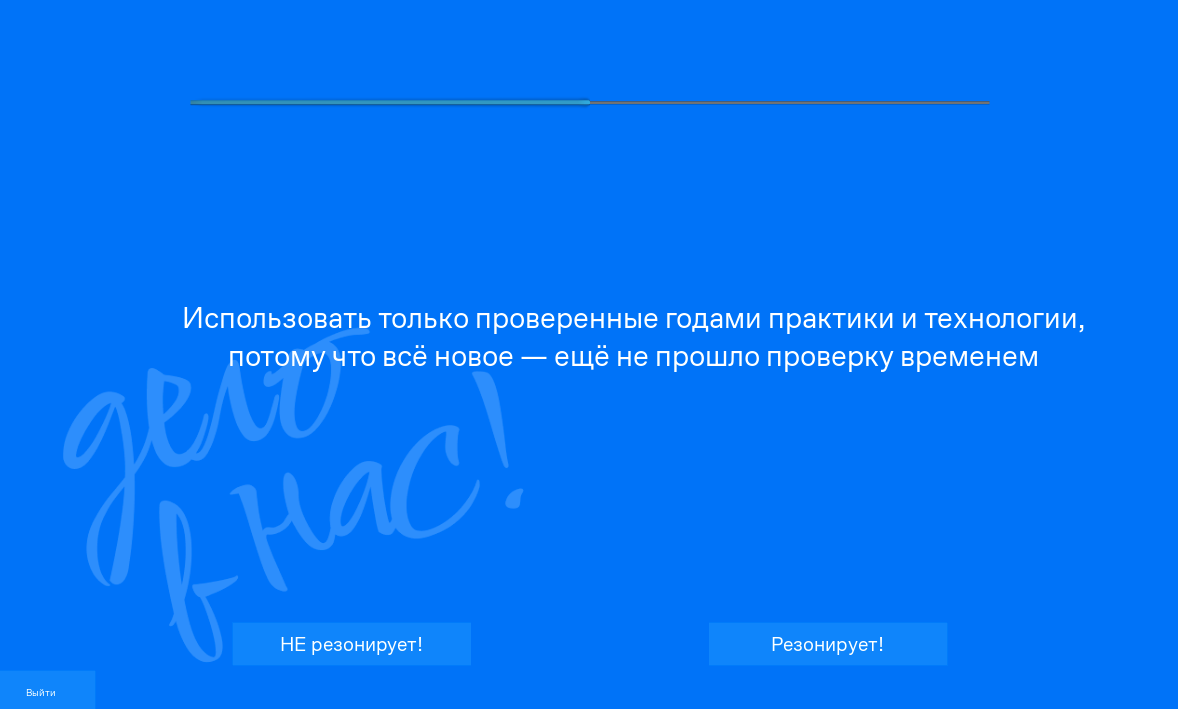 Использовать только проверенные годами практики и технологии,
потому что всё новое — ещё не прошло проверку временем
дело
в нас!
НЕ резонирует!
Резонирует!
Выйти